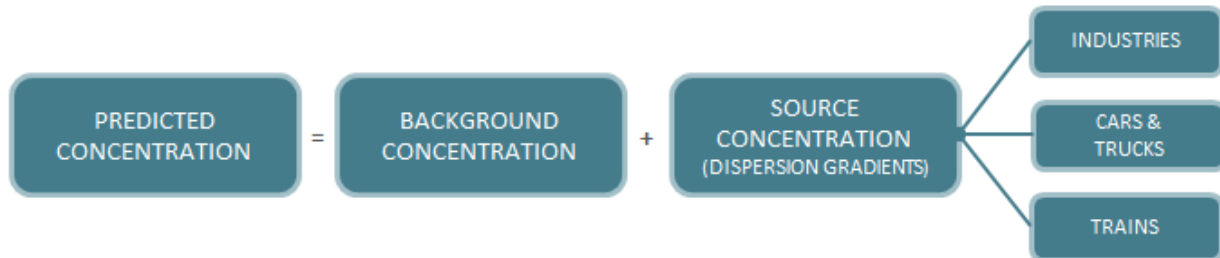 PREDICTED
CONCENTRATION
=
BACKGROUND
CONCENTRATION
+
SOURCE
CONCENTRATION
(DISPERSION GRADIENTS)
INDUSTRIES
CARS &
TRUCKS
TRAINS